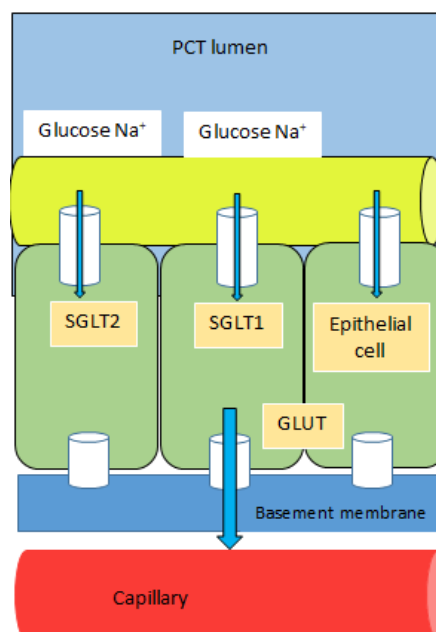 PCT lumen
Glucose Na⁺
Glucose Na⁺
SGLT2
SGLT1
Epithelial
cell
GLUT
Basement membrane
Capillary